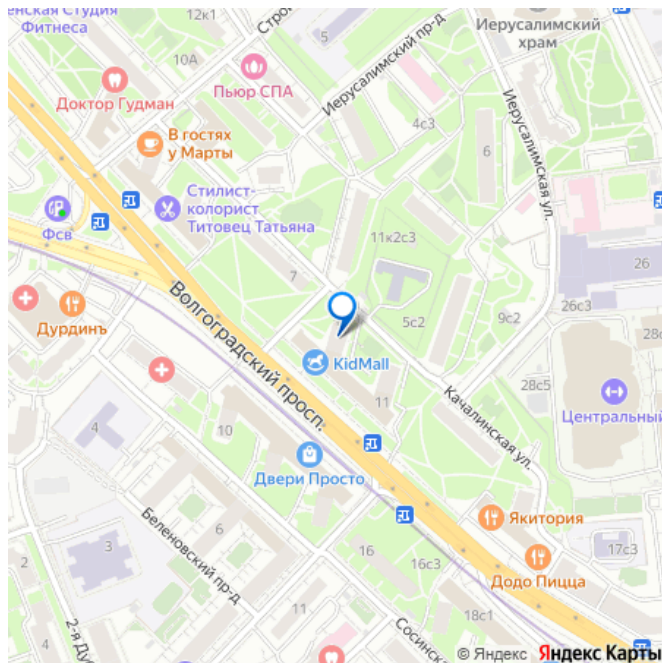 12к1
Фитнеса
10А
5
Иерусалимский
храм
Доктор Гудман
Пьюр СПА
Иерусалимский пр-д
Иерусалимская ул.
4с3
В гостях
у Марты
6
Стилист-
колорист
Титовец Татьяна
Фсв
11к2с3
26
7
26с3
Дурдинъ
Волгоградский просп.
5с2
9с2
KidMall
28с5
11
Качалинская ул.
Центральный
4
10
Двери Просто
Якитория
Беленовский пр-д
6
3
2
16
16с3
17с3
Додо Пицца
11
18с1
4
© Яндекс Яндекс Карты